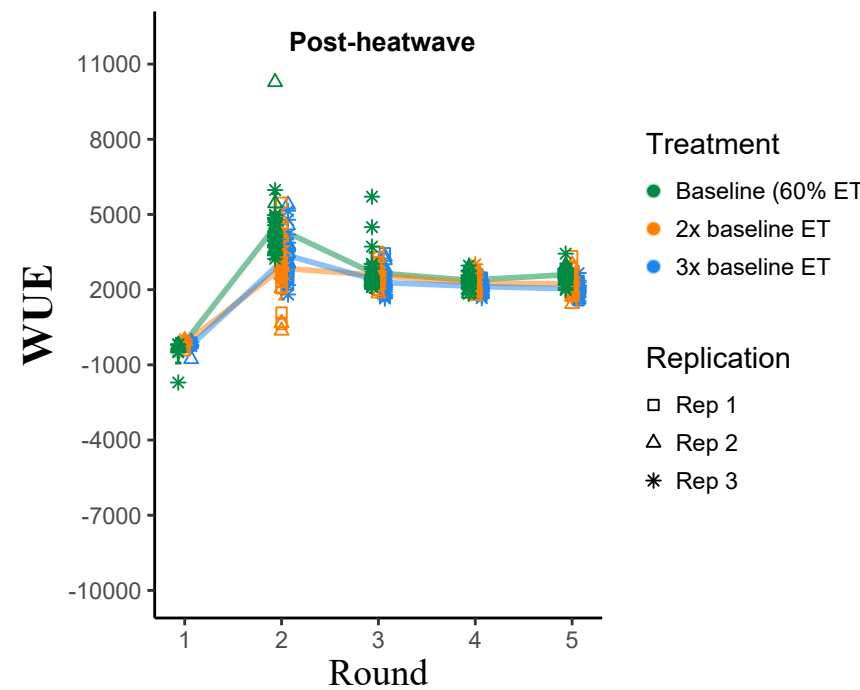 Post-heatwave
WUE
11000
8000
5000
2000
-1000
-4000
-7000
-10000
1 2 3 4 5
Round
Treatment
Baseline (60% ET
2x baseline ET
3x baseline ET
Replication
Rep 1
Rep 2
Rep 3